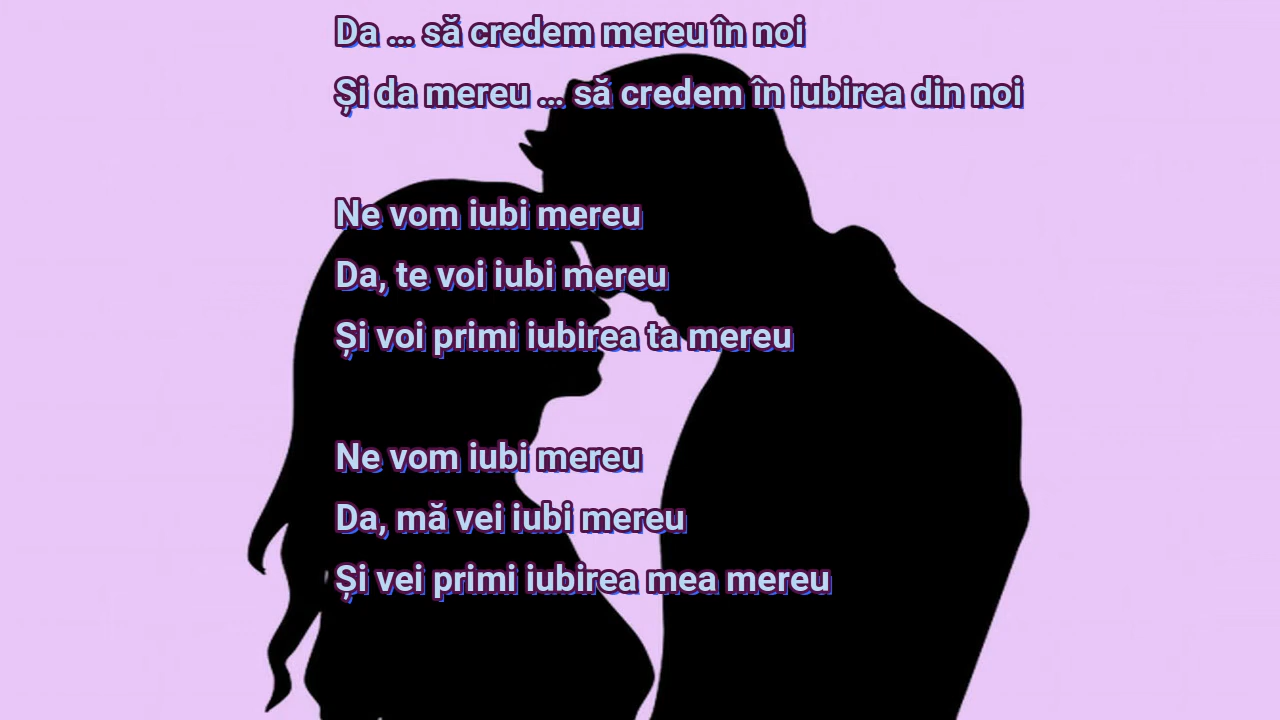 Da ... să credem mereu în noi
Și da mereu ... să credem în iubirea din noi
Ne vom iubi mereu
Da, te voi iubi mereu
Și voi primi iubirea ta mereu
Ne vom iubi mereu
Da, mă vei iubi mereu
Și vei primi iubirea mea mereu